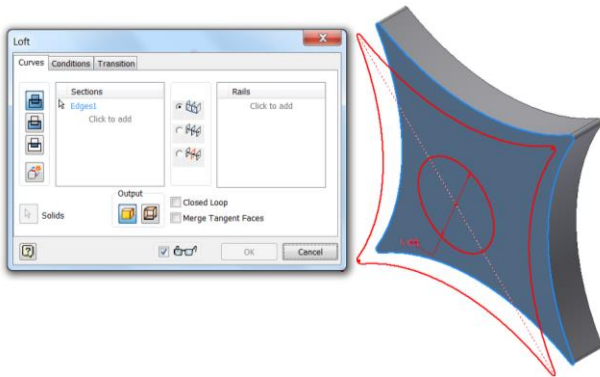 Loft
Curves Conditions Transition
Sections
Edges1
Click to add
Rails
Click to add
Solids
Output
Closed Loop
Merge Tangent Faces
OK
Cancel